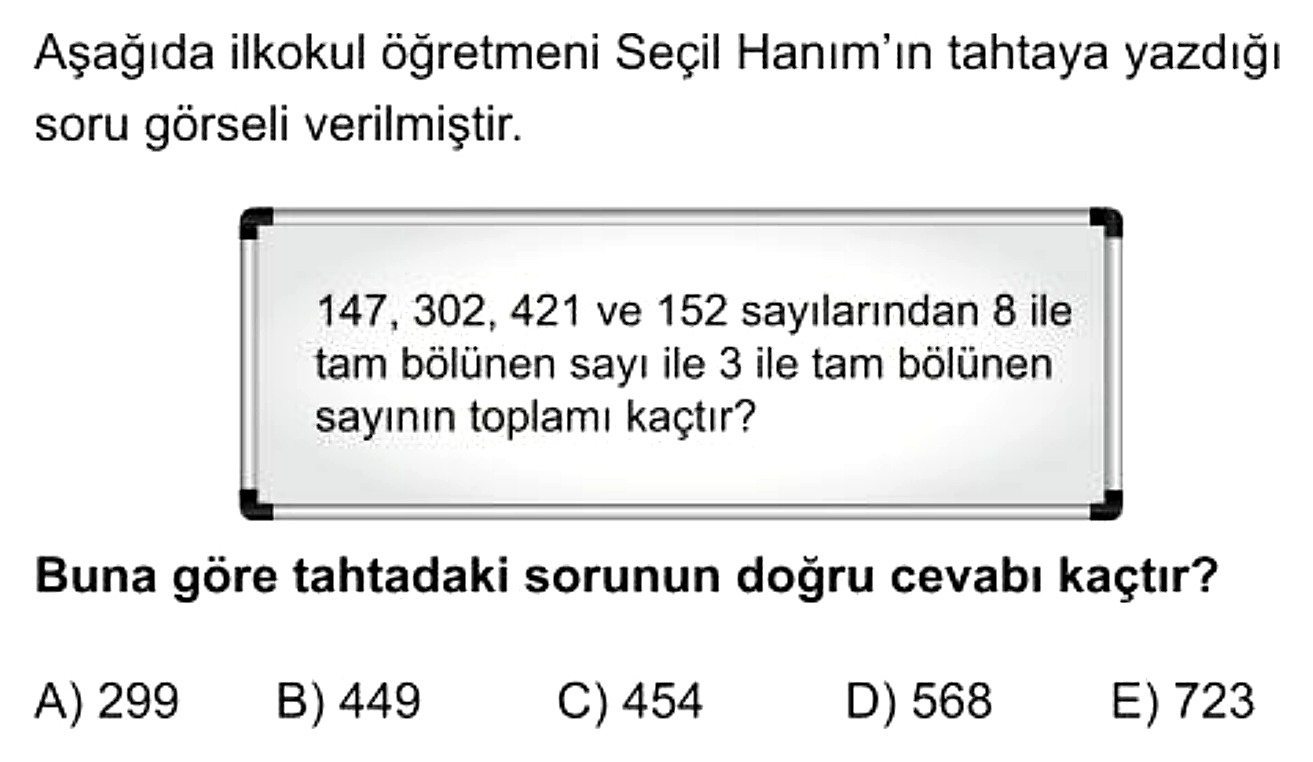 Aşağıda ilkokul öğretmeni Seçil Hanım’ın tahtaya yazdığı
soru görseli verilmiştir.
147, 302, 421 ve 152 sayılarından 8 ile
tam bölünen sayı ile 3 ile tam bölünen
sayının toplamı kaçtır?
Buna göre tahtadaki sorunun doğru cevabı kaçtır?
A) 299 B) 449 C) 454 D) 568 E) 723